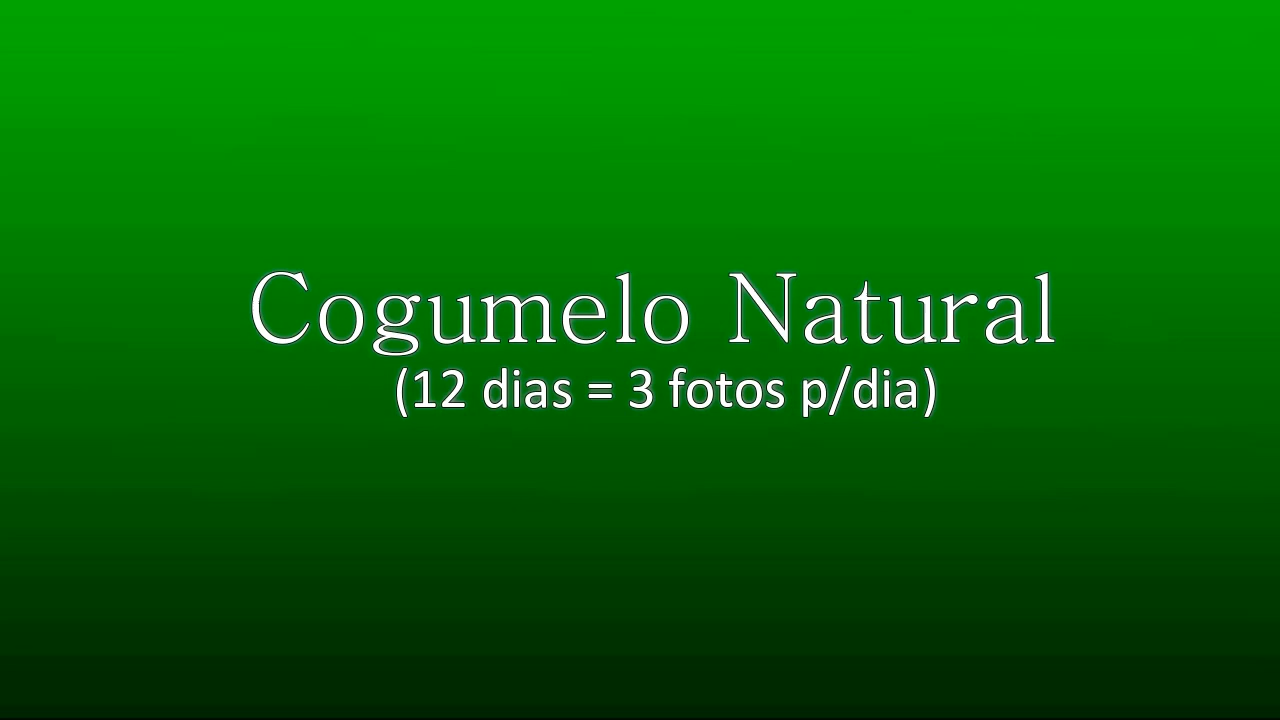 Cogumelo Natural
(12 dias = 3 fotos p/dia)